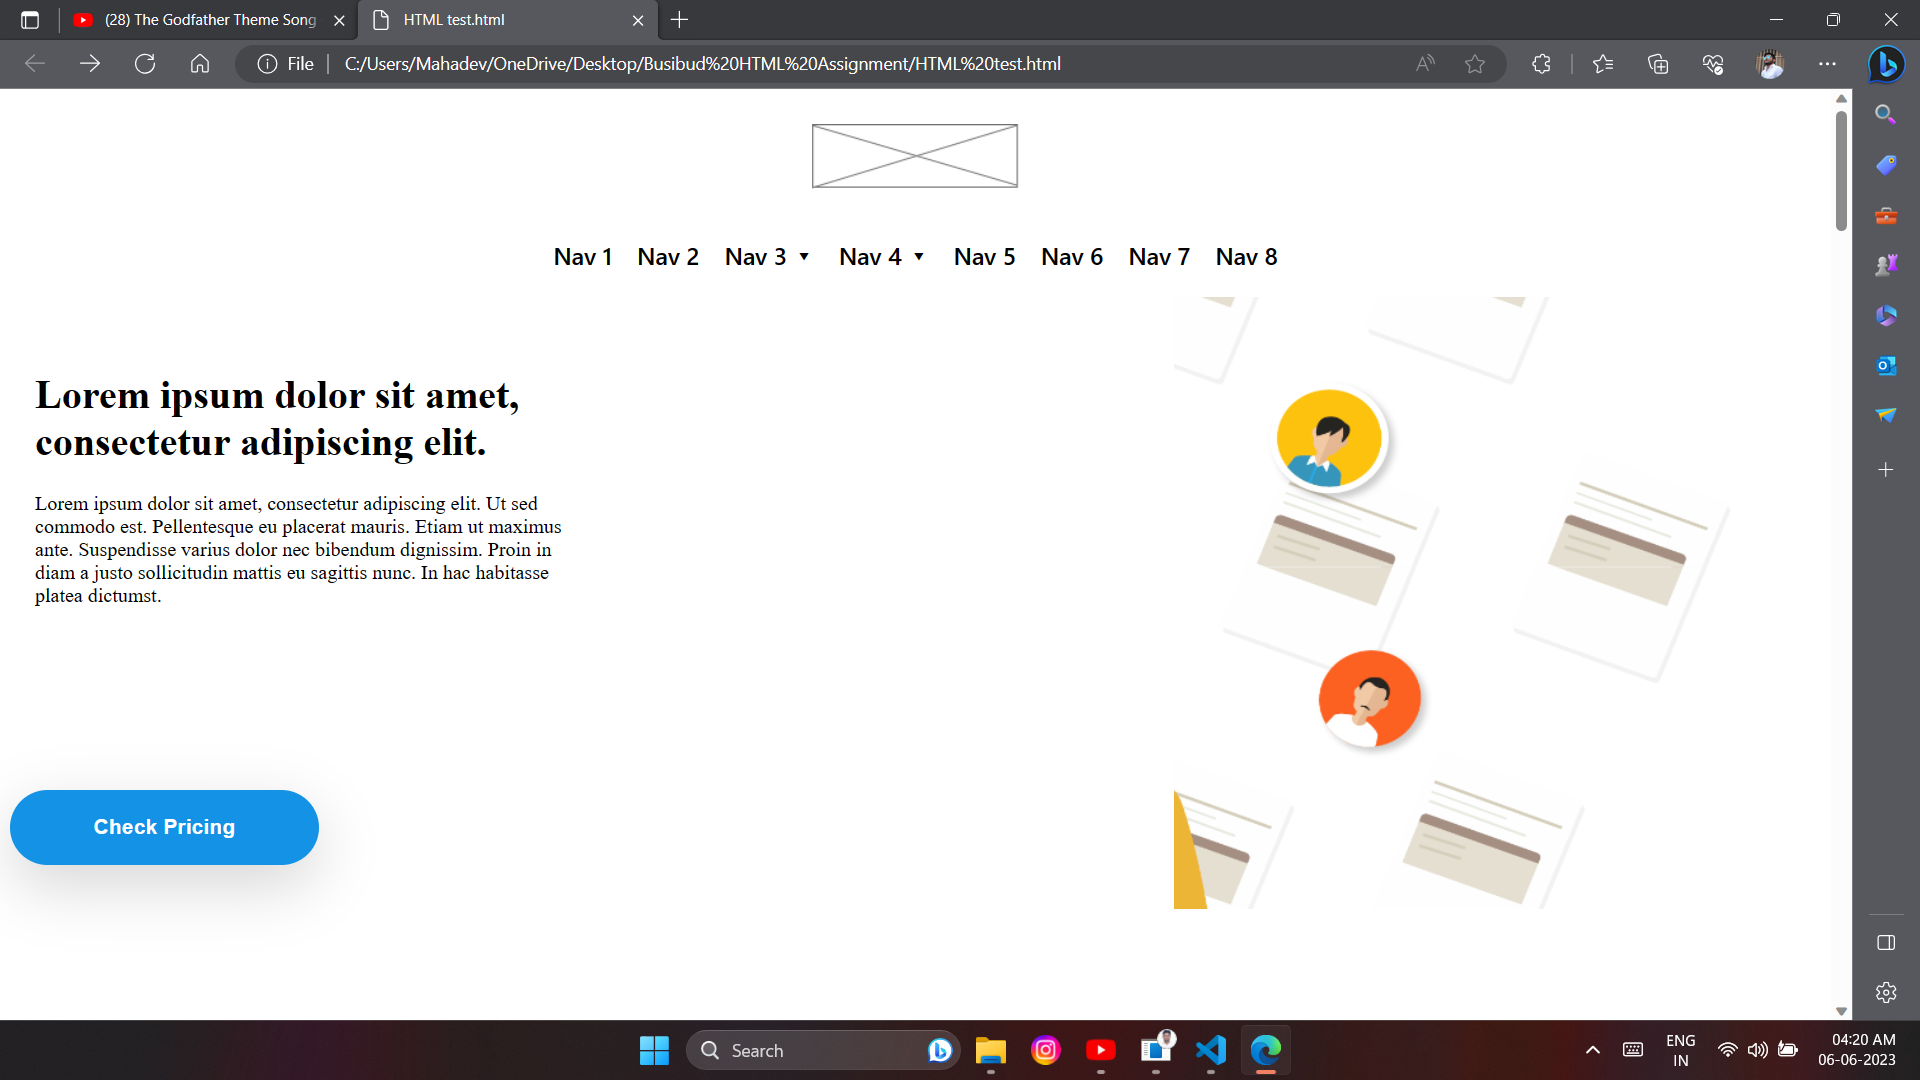 (28) The Godfather Theme Song
HTML test.html
File
C:/Users/Mahadev/OneDrive/Desktop/Busibud%20HTML%20Assignment/HTML%20test.html
Nav 1 Nav 2 Nav 3 Nav 4 Nav 5 Nav 6 Nav 7 Nav 8
Lorem ipsum dolor sit amet,
consectetur adipiscing elit.
Lorem ipsum dolor sit amet, consectetur adipiscing elit. Ut sed
commodo est. Pellentesque eu placerat mauris. Etiam ut maximus
ante. Suspendisse varius dolor nec bibendum dignissim. Proin in
diam a justo sollicitudin mattis eu sagittis nunc. In hac habitasse
platea dictumst.
Check Pricing
Search
ENG
IN
04:20 AM
06-06-2023